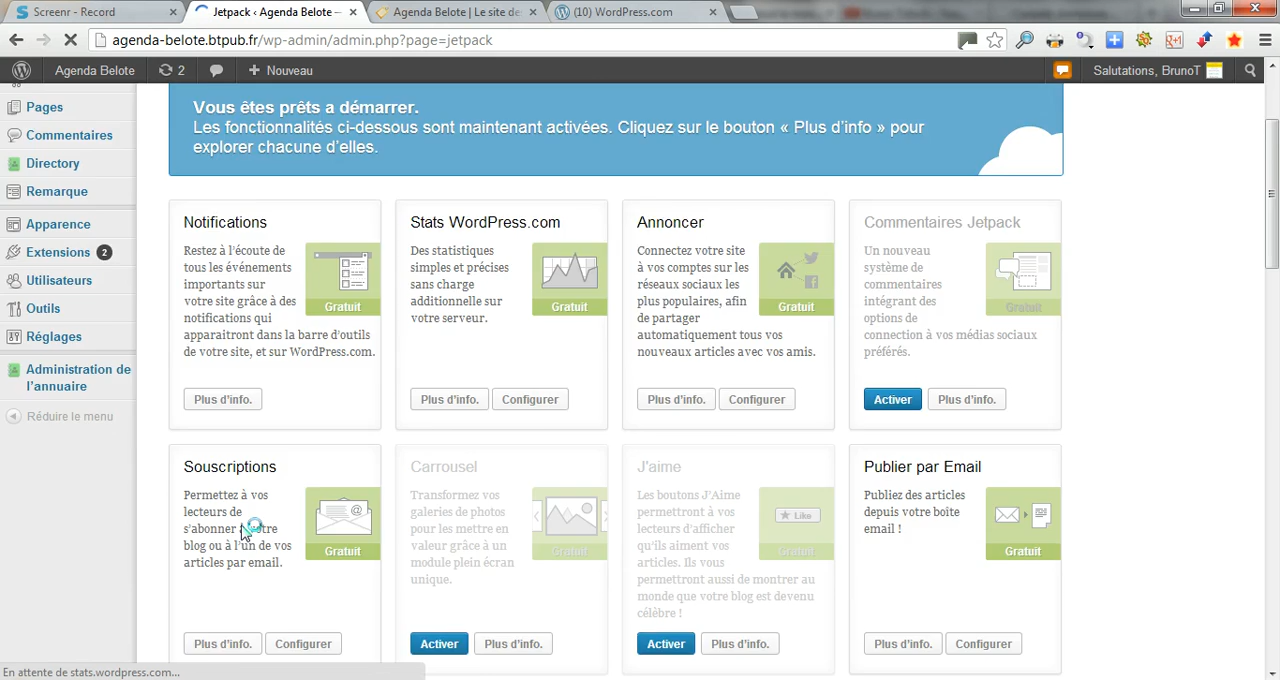 Screenr - Record
Jetpack ‹ Agenda Belote —
Agenda Belote | Le site de
(10) WordPress.com
agenda-belote.btpub.fr/wp-admin/admin.php?page=jetpack
Agenda Belote
2
Nouveau
Salutations, BrunoT
Pages
Commentaires
Directory
Remarque
Apparence
Extensions 2
Utilisateurs
Outils
Réglages
Administration de
l'annuaire
Réduire le menu
Vous êtes prêts a démarrer.
Les fonctionnalités ci-dessous sont maintenant activées. Cliquez sur le bouton « Plus d'info » pour
explorer chacune d'elles.
Notifications
Restez à l'écoute de
tous les événements
importants sur
votre site grâce à des
notifications qui
apparaitront dans la barre d'outils
de votre site, et sur WordPress.com.
Gratuit
Plus d'info.
Stats WordPress.com
Des statistiques
simples et précises
sans charge
additionnelle sur
votre serveur.
Gratuit
Plus d'info.
Configurer
Annoncer
Connectez votre site
à vos comptes sur les
réseaux sociaux les
plus populaires, afin
de partager
automatiquement tous vos
nouveaux articles avec vos amis.
Gratuit
Plus d'info.
Configurer
Commentaires Jetpack
Un nouveau
système de
commentaires
intégrant des
options de
connection à vos médias sociaux
préférés.
Gratuit
Activer
Plus d'info.
Souscriptions
Permettez à vos
lecteurs de
s'abonner à votre
blog ou à l'un de vos
articles par email.
Gratuit
Plus d'info.
Configurer
Carrousel
Transformez vos
galeries de photos
pour les mettre en
valeur grâce à un
module plein écran
unique.
Gratuit
Activer
Plus d'info.
J'aime
Les boutons J'Aime
permettront à vos
lecteurs d'afficher
qu'ils aiment vos
articles. Ils vous
permettront aussi de montrer au
monde que votre blog est devenu
célèbre !
Like
Gratuit
Activer
Plus d'info.
Publier par Email
Publiez des articles
depuis votre boîte
email !
Gratuit
Plus d'info.
Configurer
En attente de stats.wordpress.com...